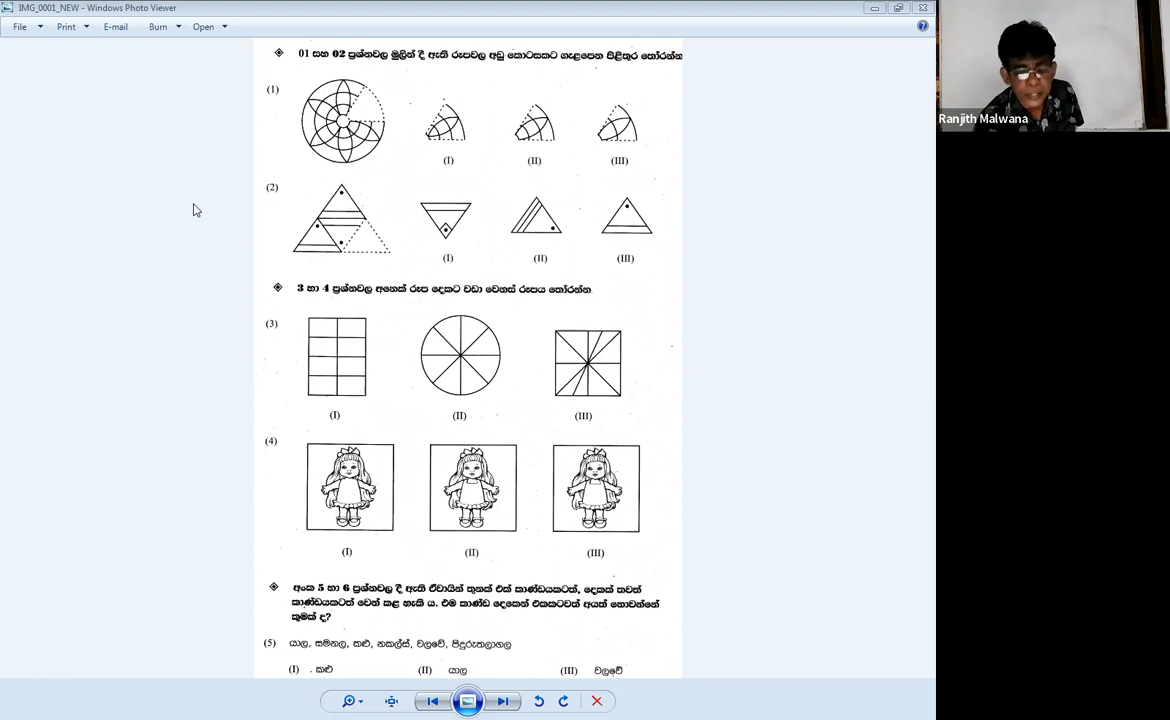 IMG_0001_NEW - Windows Photo Viewer
File Print E-mail Burn Open
Ranjith Malwana
01 සහ 02 ප්‍රශ්නවල මුලින් දී ඇති රූපවල අඩු කොටසකට ගැළපෙන පිළිතුර තෝරන්න
(1)
(I) (II) (III)
(2)
(I) (II) (III)
3 හා 4 ප්‍රශ්නවල අනෙක් රූප දෙකට වඩා වෙනස් රූපය තෝරන්න
(3)
(I) (II) (III)
(4)
(I) (II) (III)
අංක 5 හා 6 ප්‍රශ්නවල දී ඇති ඒවායින් තුනක් එක් කාණ්ඩයකටත්, දෙකක් තවත්
කාණ්ඩයකටත් වෙන් කළ හැකි ය. එම කාණ්ඩ දෙකෙන් එකකටවත් අයත් නොවන්නේ
කුමක් ද?
(5) යාල, සමනල, කළු, නකල්ස්, වලවේ, පිදුරුතලාගල
(I) . කළු (II) යාල (III) වලවේ